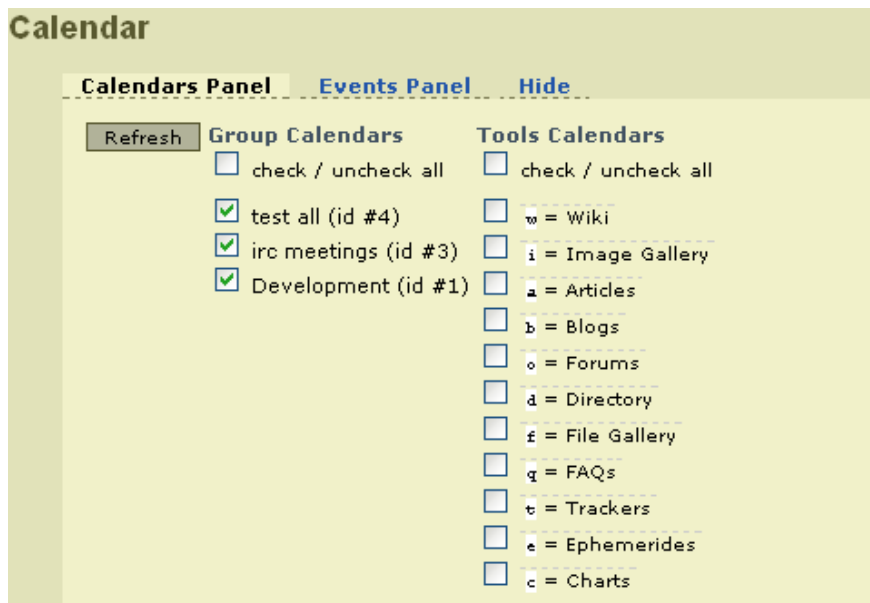 Calendar
Calendars Panel Events Panel Hide
Refresh Group Calendars Tools Calendars
check / uncheck all check / uncheck all
test all (id #4) w = Wiki
irc meetings (id #3) i = Image Gallery
Development (id #1) a = Articles
b = Blogs
o = Forums
d = Directory
f = File Gallery
q = FAQs
t = Trackers
e = Ephemerides
c = Charts